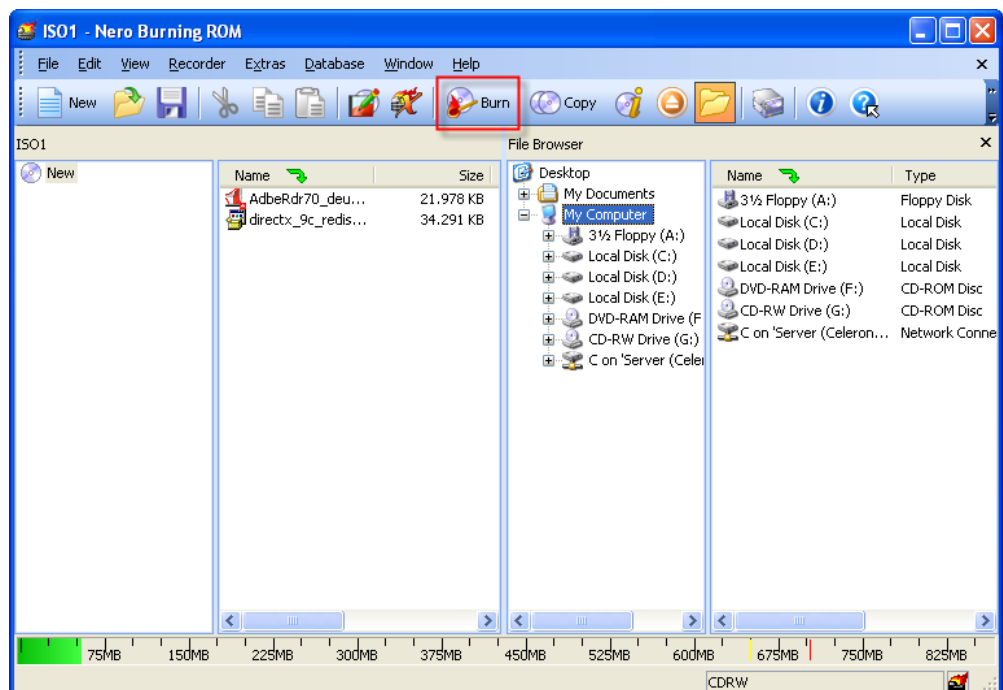 ISO1 - Nero Burning ROM
File Edit View Recorder Extras Database Window Help
New Burn Copy
ISO1
New
Name Size
AdbeRdr70_deu... 21.978 KB
directx_9c_redis... 34.291 KB
File Browser
Desktop
My Documents
My Computer
3½ Floppy (A:)
Local Disk (C:)
Local Disk (D:)
Local Disk (E:)
DVD-RAM Drive (F
CD-RW Drive (G:)
C on 'Server (Celer
Name Type
3½ Floppy (A:) Floppy Disk
Local Disk (C:) Local Disk
Local Disk (D:) Local Disk
Local Disk (E:) Local Disk
DVD-RAM Drive (F:) CD-ROM Disc
CD-RW Drive (G:) CD-ROM Disc
C on 'Server (Celeron... Network Conne
75MB 150MB 225MB 300MB 375MB 450MB 525MB 600MB 675MB 750MB 825MB
CDRW